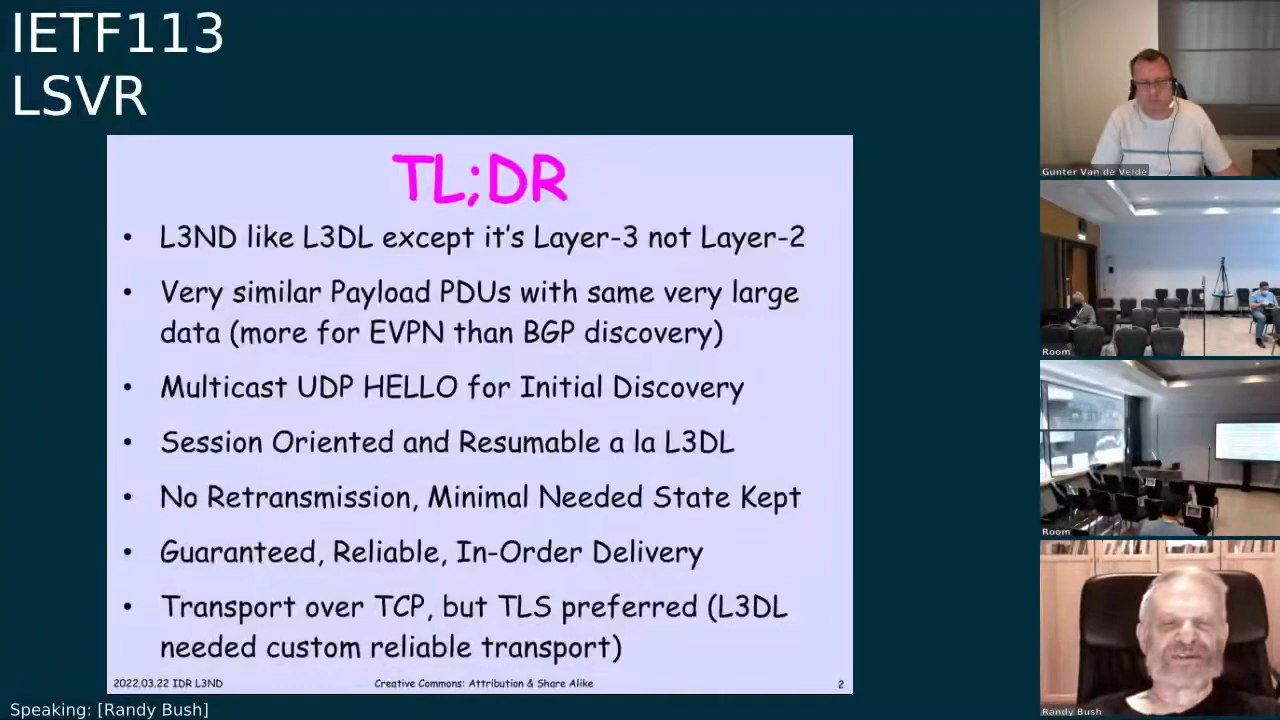 IETF113
LSVR
TL;DR
• L3ND like L3DL except it's Layer-3 not Layer-2
• Very similar Payload PDUs with same very large
data (more for EVPN than BGP discovery)
• Multicast UDP HELLO for Initial Discovery
• Session Oriented and Resumable a la L3DL
• No Retransmission, Minimal Needed State Kept
• Guaranteed, Reliable, In-Order Delivery
• Transport over TCP, but TLS preferred (L3DL
needed custom reliable transport)
2022.03.22 IDR L3ND
Creative Commons: Attribution & Share Alike
2
Speaking: [Randy Bush]
Gunter Van de Velde
Room
Room
Randy Bush